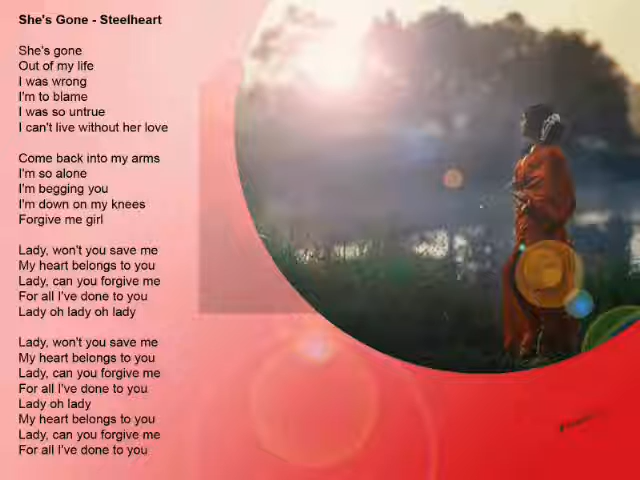 She's Gone - Steelheart
She's gone
Out of my life
I was wrong
I'm to blame
I was so untrue
I can't live without her love
Come back into my arms
I'm so alone
I'm begging you
I'm down on my knees
Forgive me girl
Lady, won't you save me
My heart belongs to you
Lady, can you forgive me
For all I've done to you
Lady oh lady oh lady
Lady, won't you save me
My heart belongs to you
Lady, can you forgive me
For all I've done to you
Lady oh lady
My heart belongs to you
Lady, can you forgive me
For all I've done to you